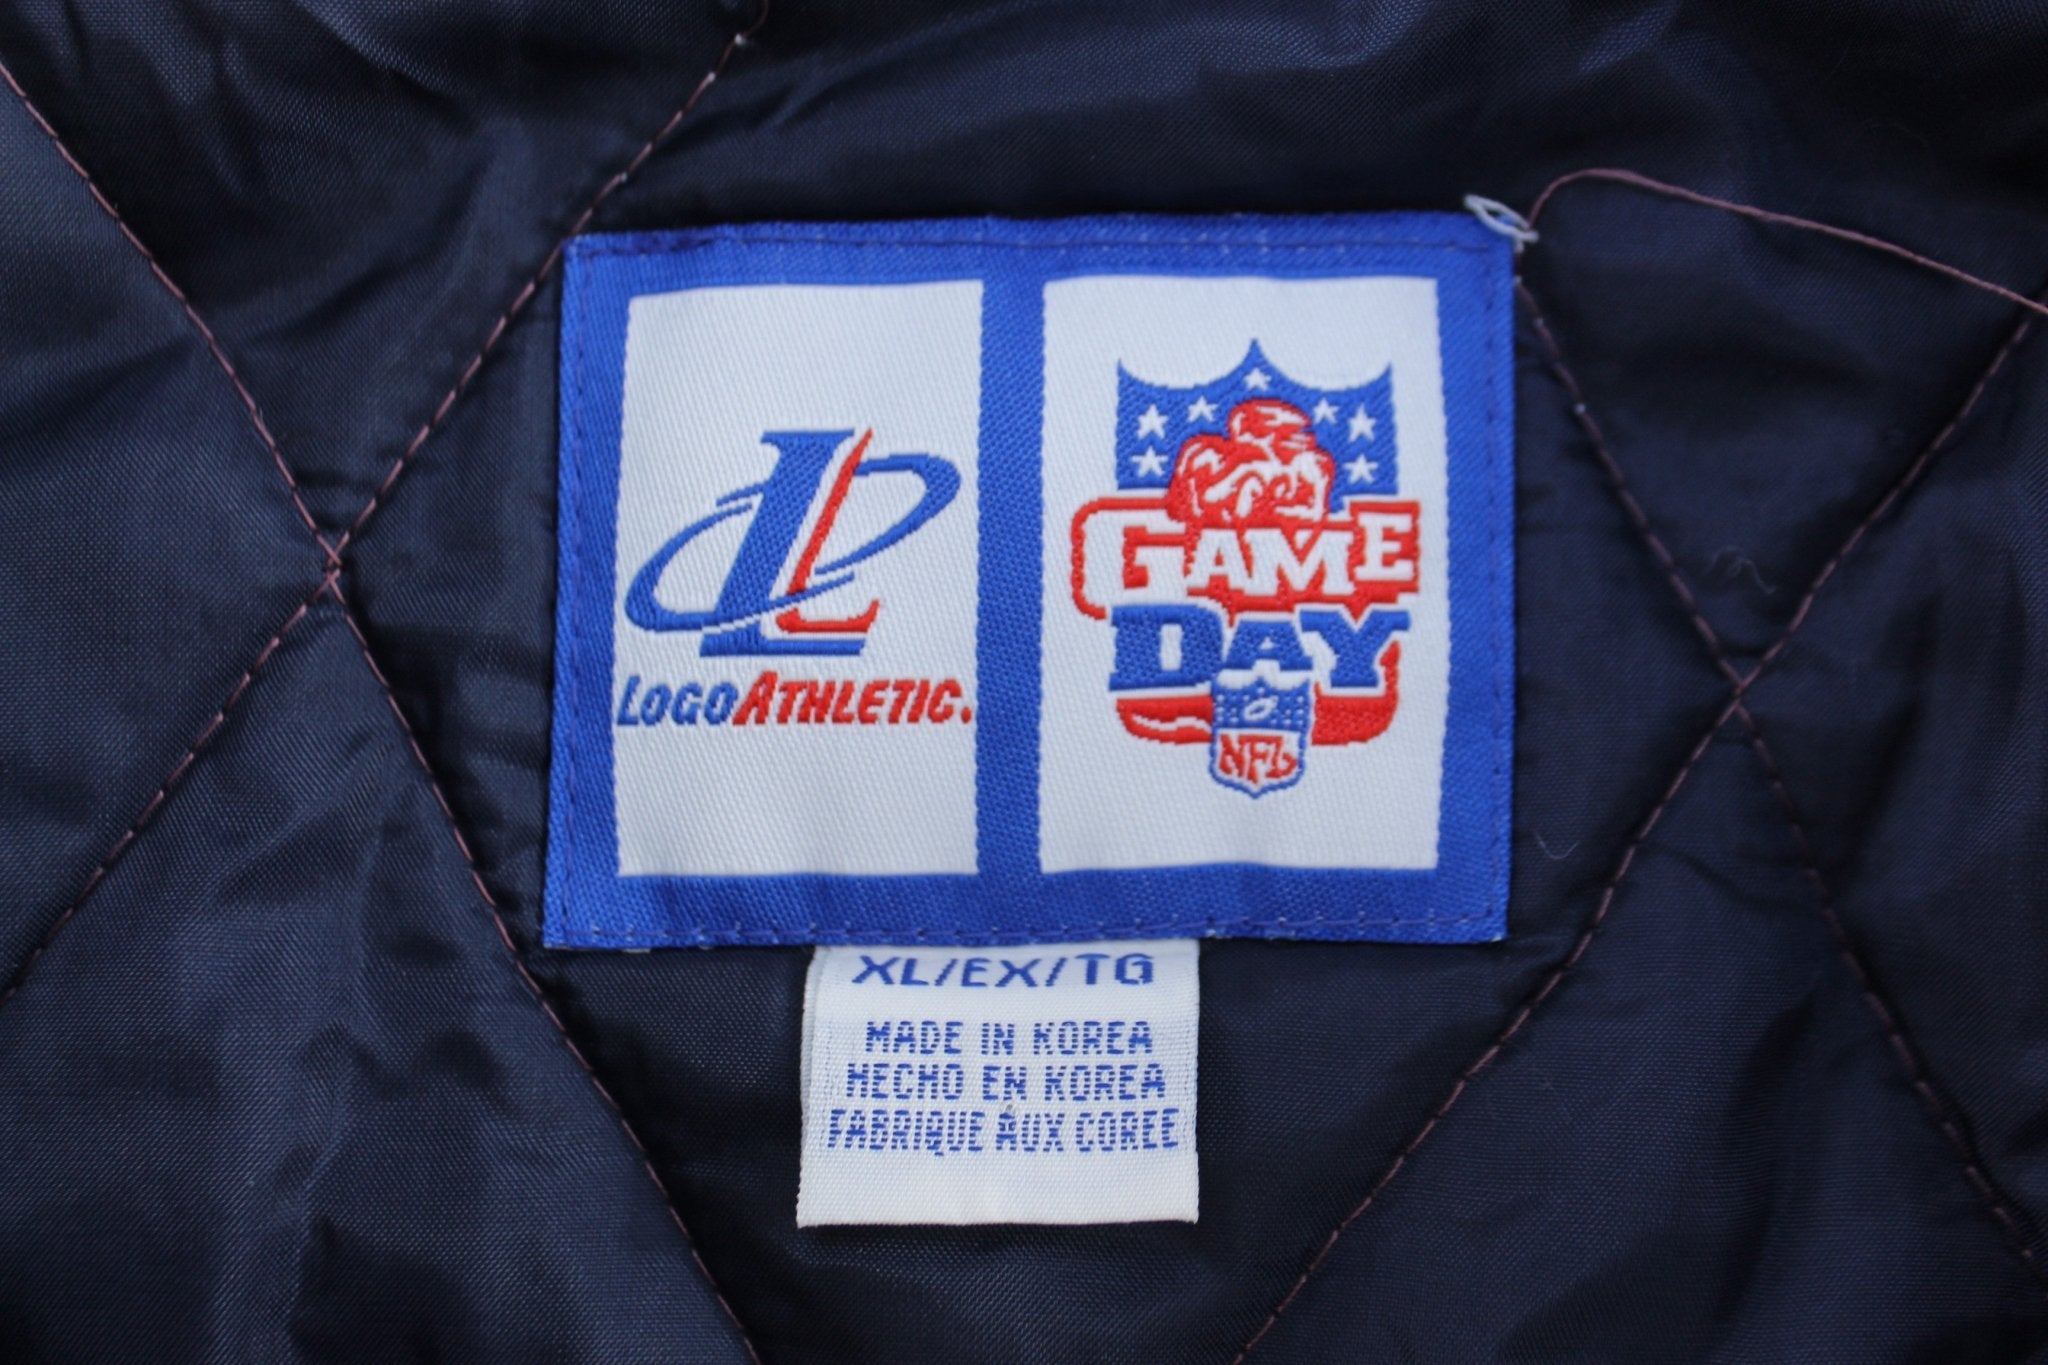 LOGOATHLETIC.
GAME
DAY
NFL
XL/EX/TG
MADE IN KOREA
HECHO EN KOREA
FABRIQUE AUX COREE